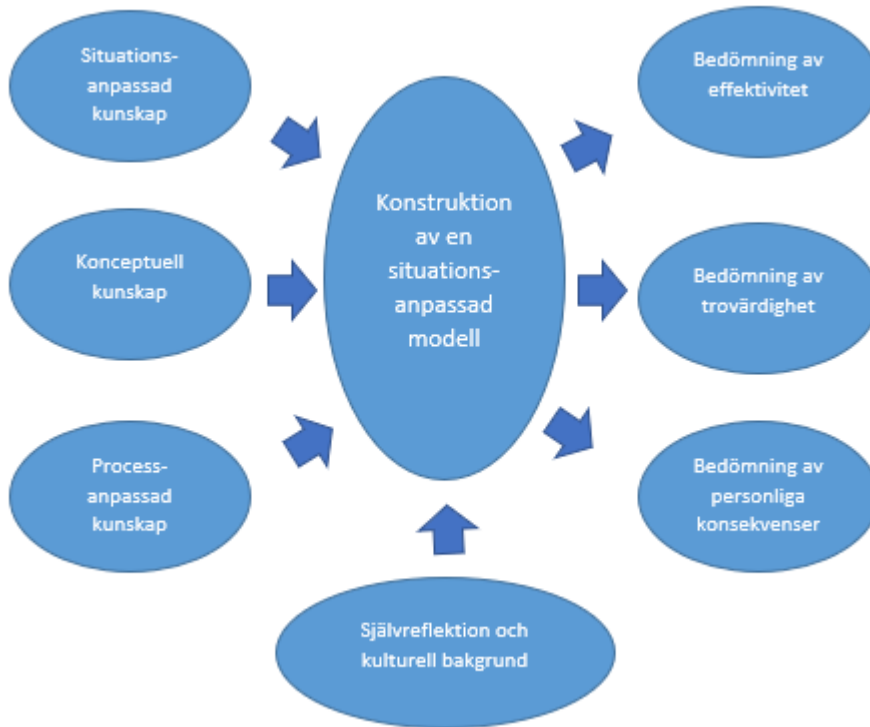 Situations-
anpassad
kunskap
Konceptuell
kunskap
Process-
anpassad
kunskap
Konstruktion
av en
situations-
anpassad
modell
Självreflektion och
kulturell bakgrund
Bedömning av
effektivitet
Bedömning av
trovärdighet
Bedömning av
personliga
konsekvenser